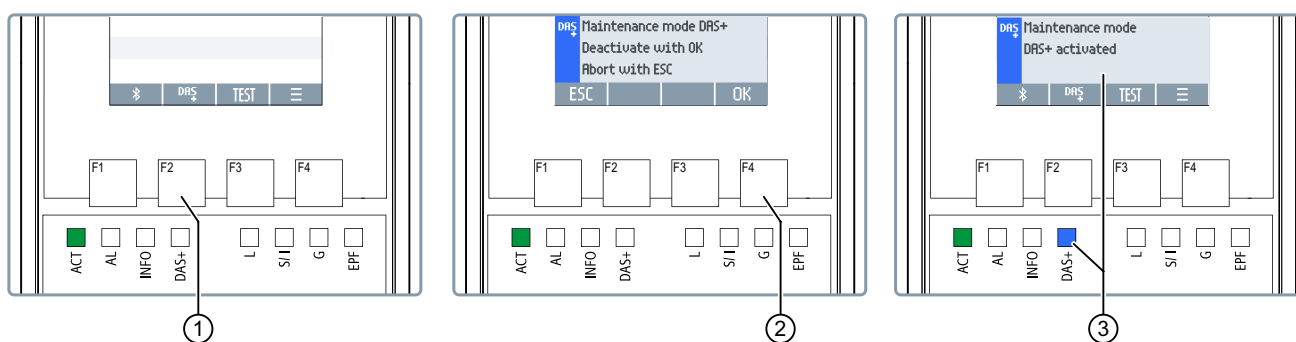 DAS+ TEST
F1 F2 F3 F4
ACT AL INFO DAS+ L S/I G EPF
1
DAS+ Maintenance mode DAS+
Deactivate with OK
Abort with ESC
ESC OK
F1 F2 F3 F4
ACT AL INFO DAS+ L S/I G EPF
2
DAS+ Maintenance mode
DAS+ activated
DAS+ TEST
F1 F2 F3 F4
ACT AL INFO DAS+ L S/I G EPF
3